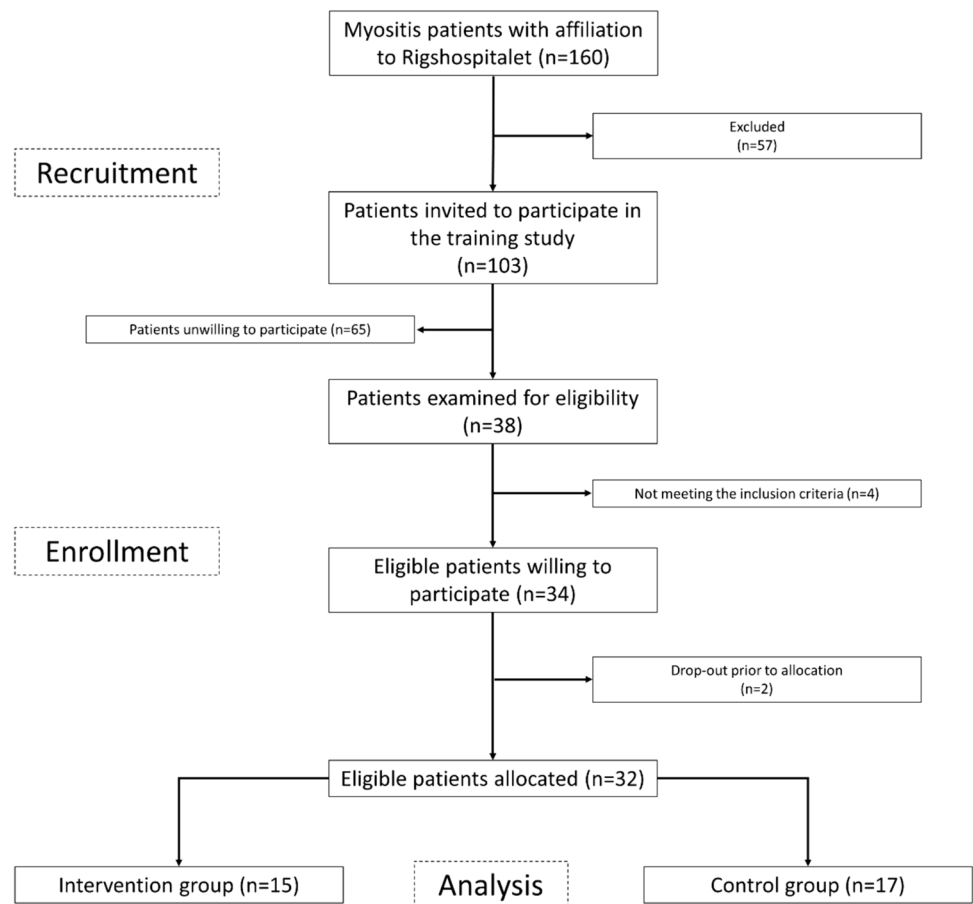 Myositis patients with affiliation
to Rigshospitalet (n=160)
Excluded
(n=57)
Recruitment
Patients invited to participate in
the training study
(n=103)
Patients unwilling to participate (n=65)
Patients examined for eligibility
(n=38)
Not meeting the inclusion criteria (n=4)
Enrollment
Eligible patients willing to
participate (n=34)
Drop-out prior to allocation
(n=2)
Eligible patients allocated (n=32)
Intervention group (n=15)
Analysis
Control group (n=17)